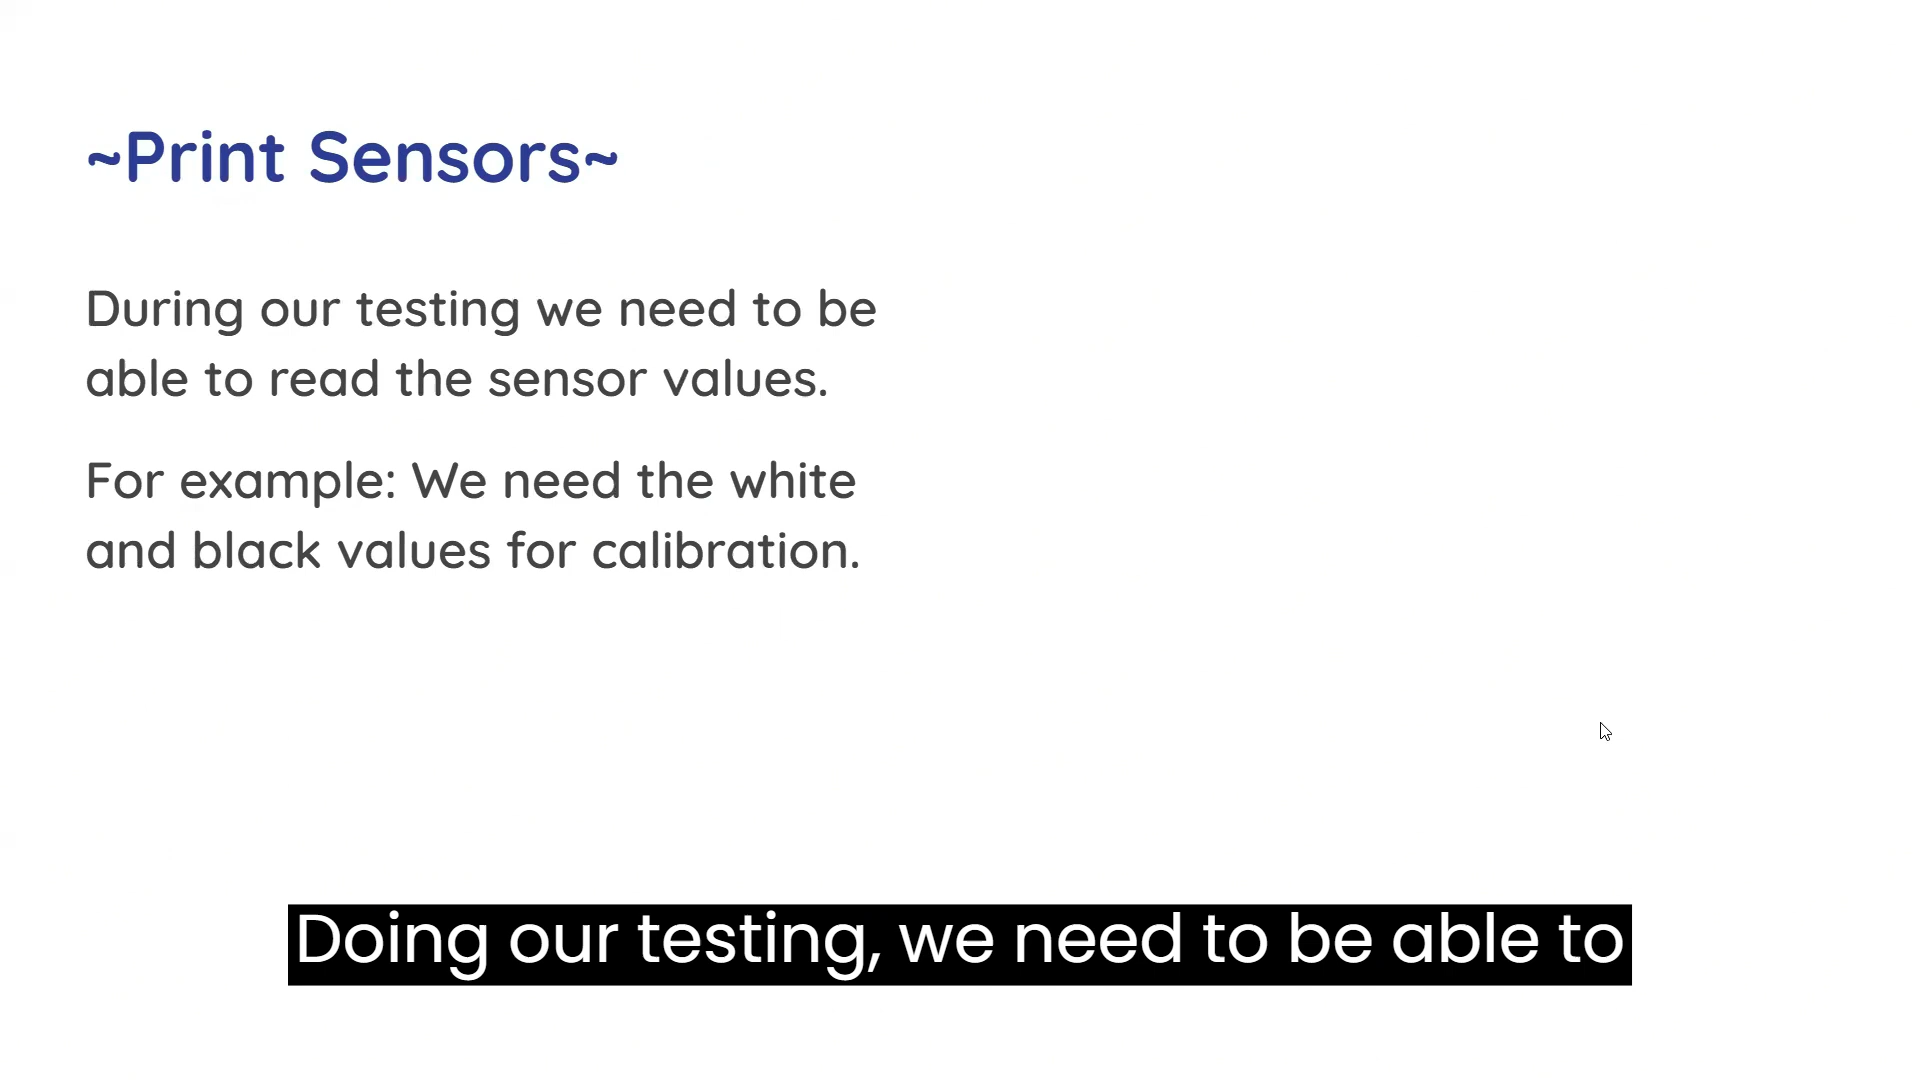 ~Print Sensors~
During our testing we need to be
able to read the sensor values.
For example: We need the white
and black values for calibration.
Doing our testing, we need to be able to